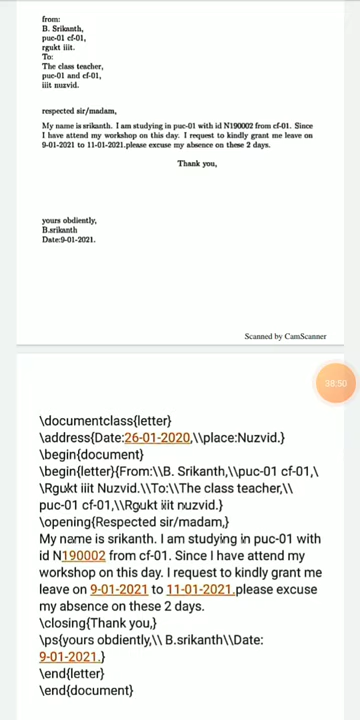 from:
B. Srikanth,
puc-01 cf-01,
rgukt iiit.
To:
The class teacher,
puc-01 and cf-01,
iiit nuzvid.
respected sir/madam,
My name is srikanth. I am studying in puc-01 with id N190002 from cf-01. Since
I have attend my workshop on this day. I request to kindly grant me leave on
9-01-2021 to 11-01-2021.please excuse my absence on these 2 days.
Thank you,
yours obdiently,
B.srikanth
Date:9-01-2021.
Scanned by CamScanner
38:50
\documentclass{letter}
\address{Date:26-01-2020,\\place:Nuzvid.}
\begin{document}
\begin{letter}{From:\\B. Srikanth,\\puc-01 cf-01,\
\Rgukt iiit Nuzvid.\\To:\\The class teacher,\\
puc-01 cf-01,\\Rgukt iiit nuzvid.}
\opening{Respected sir/madam,}
My name is srikanth. I am studying in puc-01 with
id N190002 from cf-01. Since I have attend my
workshop on this day. I request to kindly grant me
leave on 9-01-2021 to 11-01-2021.please excuse
my absence on these 2 days.
\closing{Thank you,}
\ps{yours obdiently,\\ B.srikanth\\Date:
9-01-2021.}
\end{letter}
\end{document}